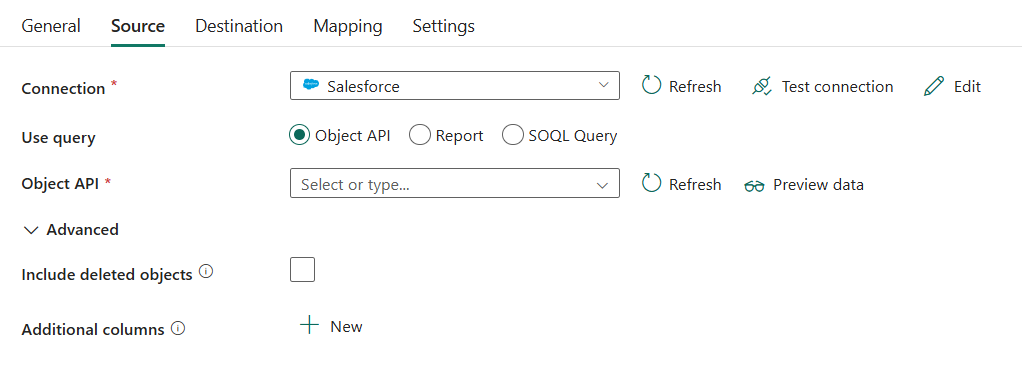 General Source Destination Mapping Settings
Connection * Salesforce Refresh Test connection Edit
Use query Object API Report SOQL Query
Object API * Select or type... Refresh Preview data
Advanced
Include deleted objects
Additional columns New